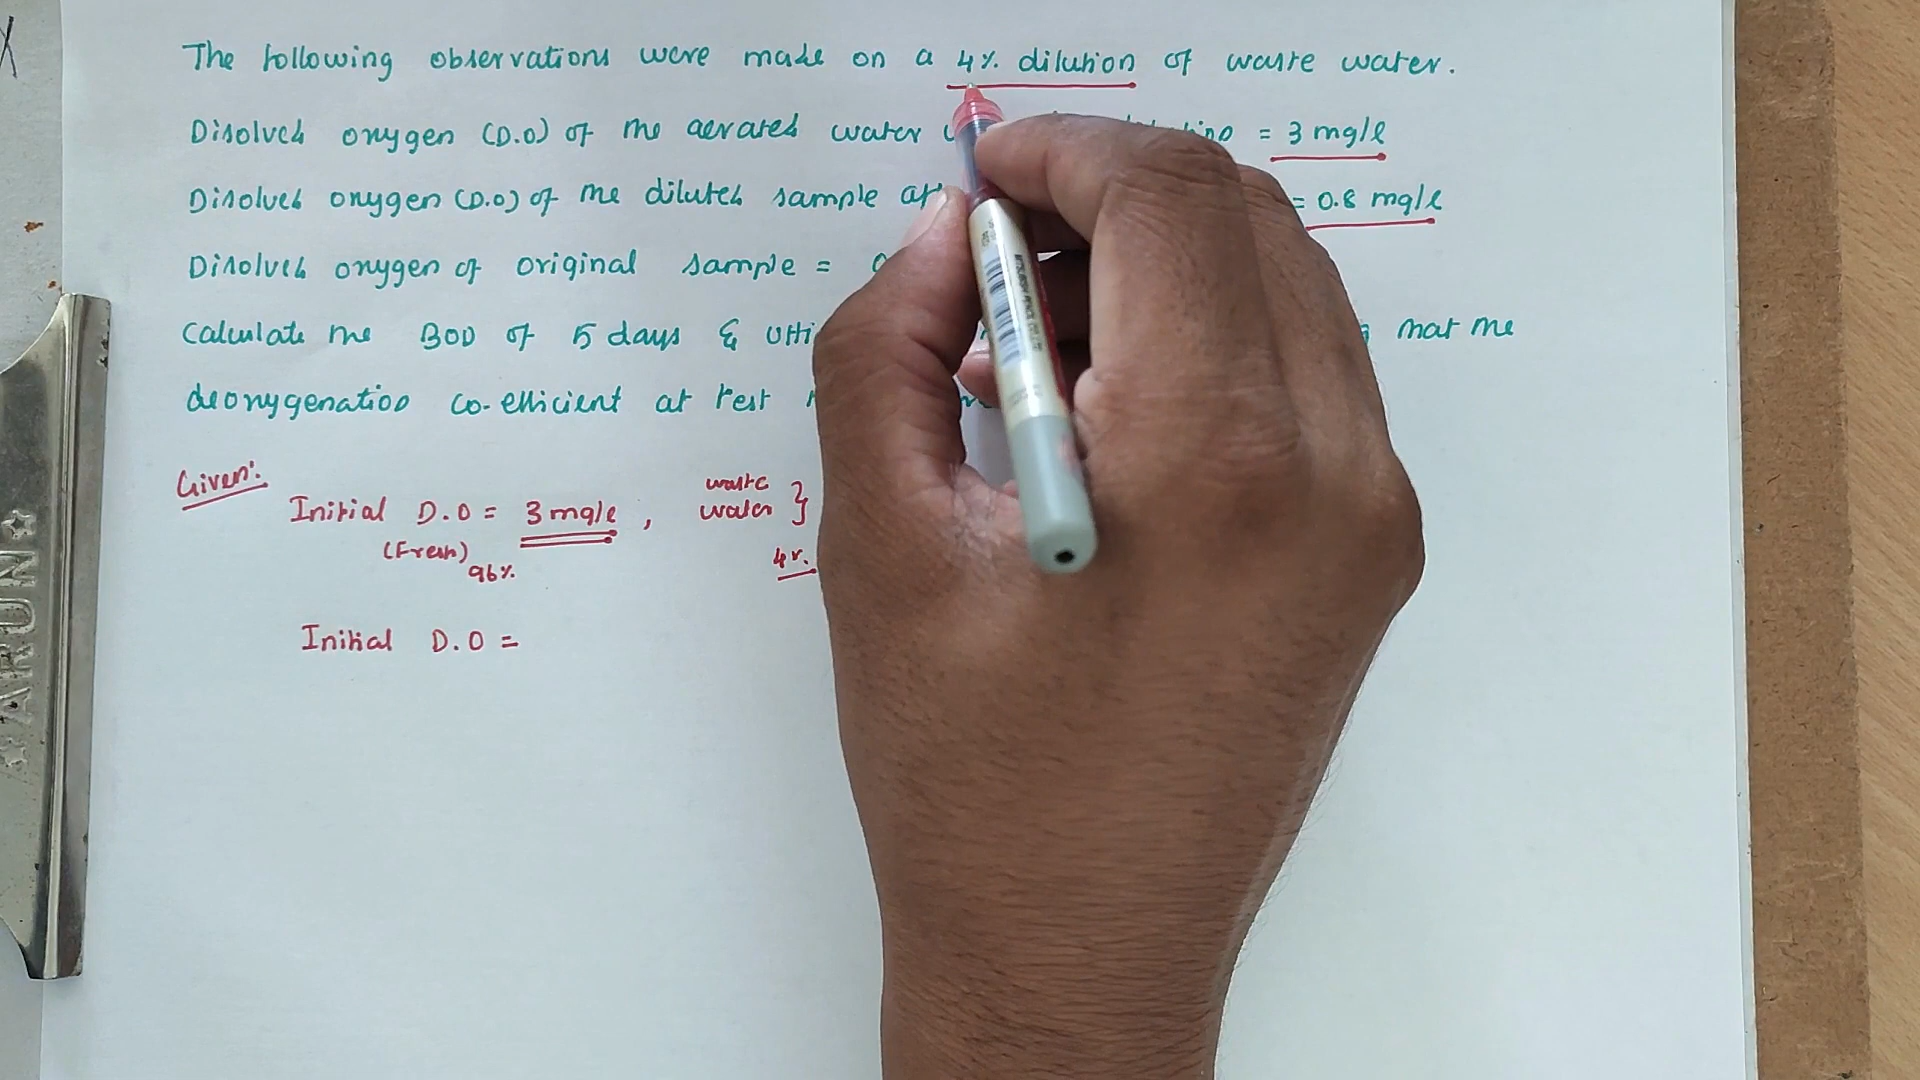 The following observations were made on a 4% dilution of waste water.
Disolved oxygen (D.O) of the aerated water = 3 mg/l
Disolved oxygen (D.O) of the diluted sample = 0.8 mg/l
Disolved oxygen of original sample =
Calculate the BOD of 5 days & that the
deoxygenation co-efficient at test
Given:
Initial D.O = 3 mg/l , waste water }
(Fresh) 96% 4%.
Initial D.O =
ARUN